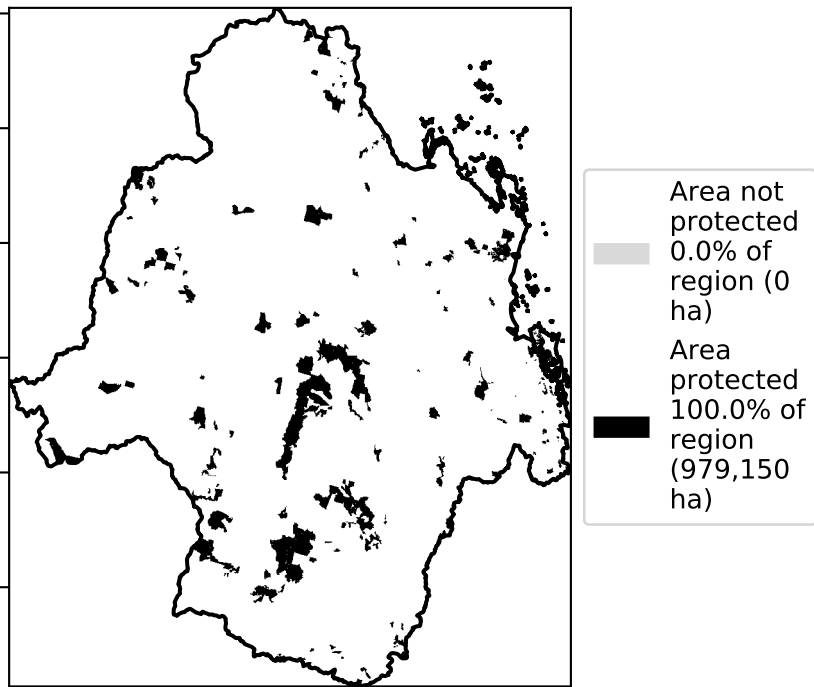 Area not
protected
0.0% of
region (0
ha)
Area
protected
100.0% of
region
(979,150
ha)